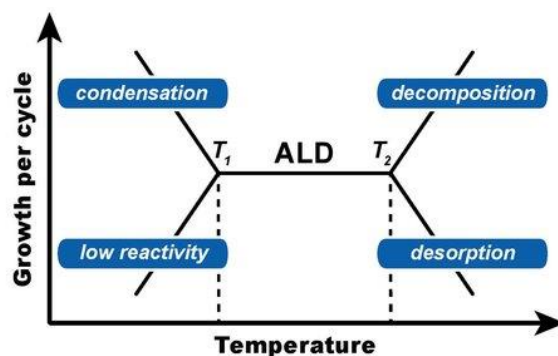 Growth per cycle
condensation
decomposition
T1
ALD
T2
low reactivity
desorption
Temperature